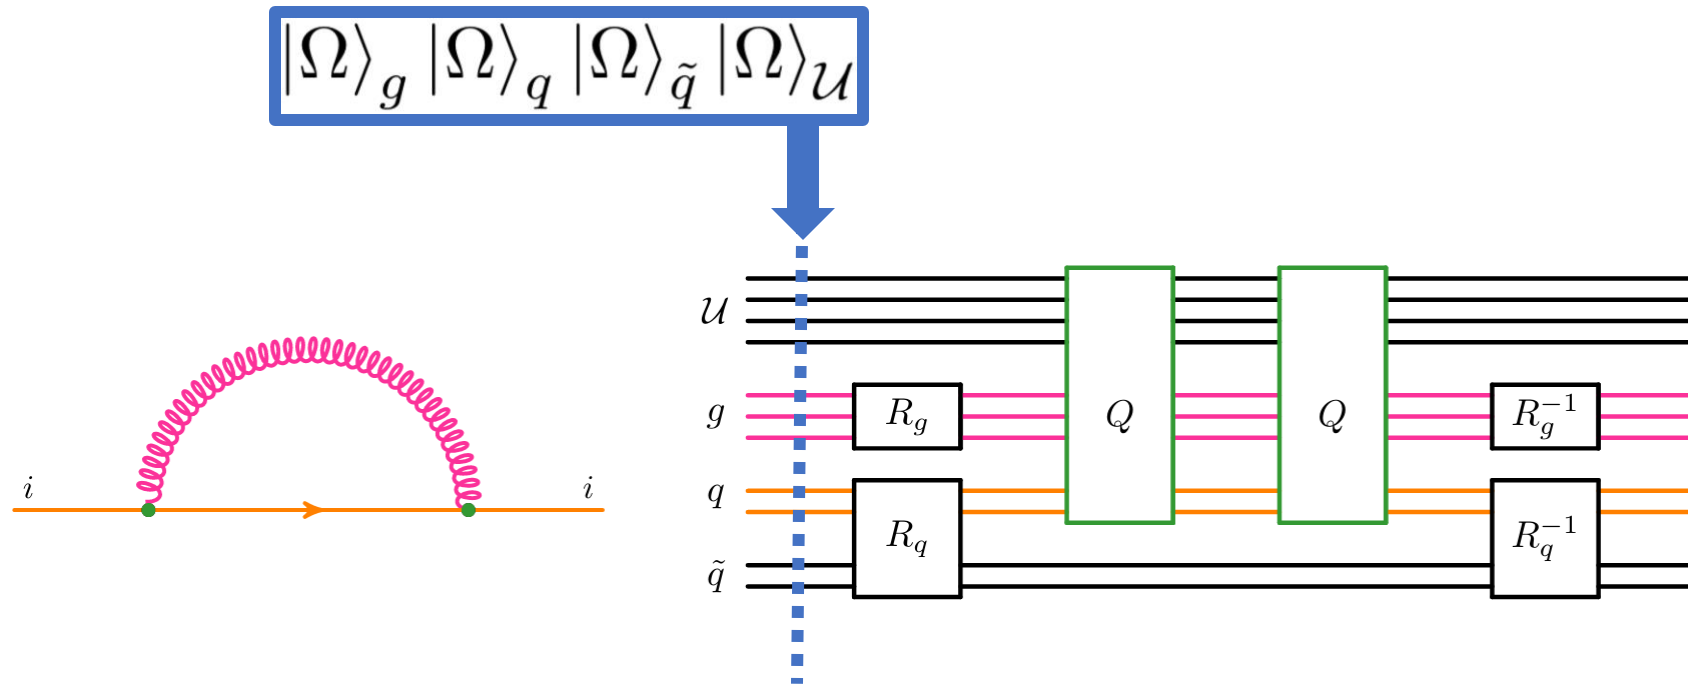 |Ω⟩_g |Ω⟩_q |Ω⟩_q̃ |Ω⟩_𝒰
𝒰
g R_g Q Q R_g^{-1}
i i
q
R_q R_q^{-1}
q̃